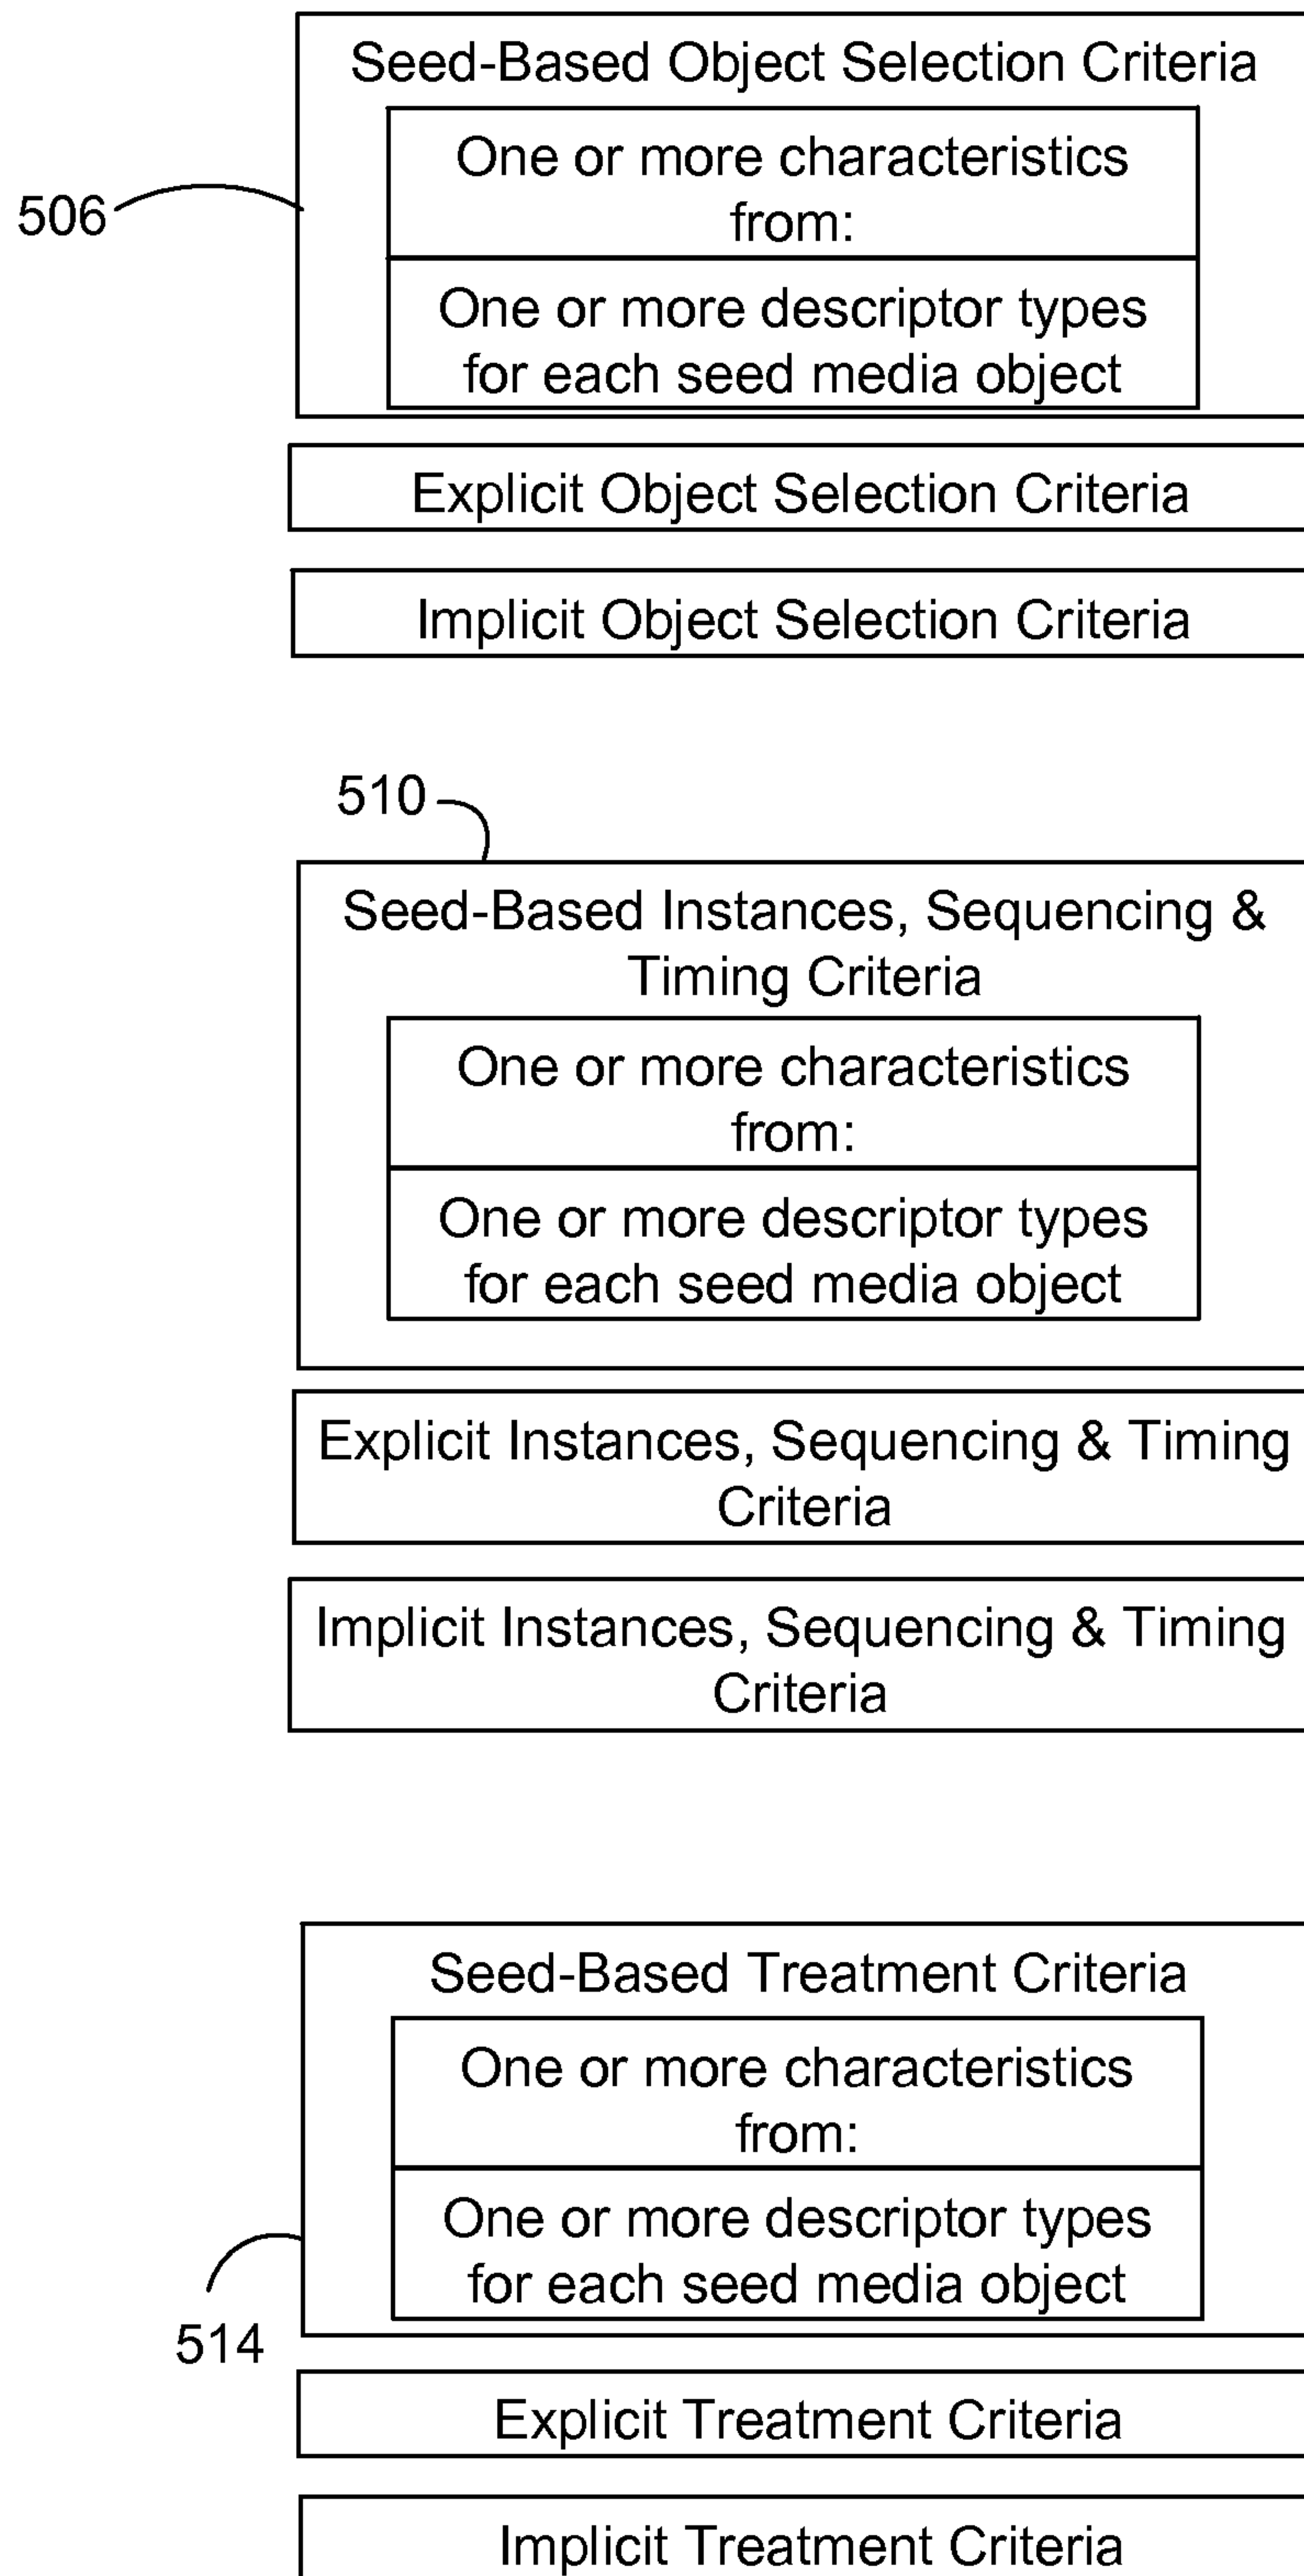 Seed-Based Object Selection Criteria
One or more characteristics
from:
506
One or more descriptor types
for each seed media object
Explicit Object Selection Criteria
Implicit Object Selection Criteria
510
Seed-Based Instances, Sequencing &
Timing Criteria
One or more characteristics
from:
One or more descriptor types
for each seed media object
Explicit Instances, Sequencing & Timing
Criteria
Implicit Instances, Sequencing & Timing
Criteria
Seed-Based Treatment Criteria
One or more characteristics
from:
One or more descriptor types
for each seed media object
514
Explicit Treatment Criteria
Implicit Treatment Criteria